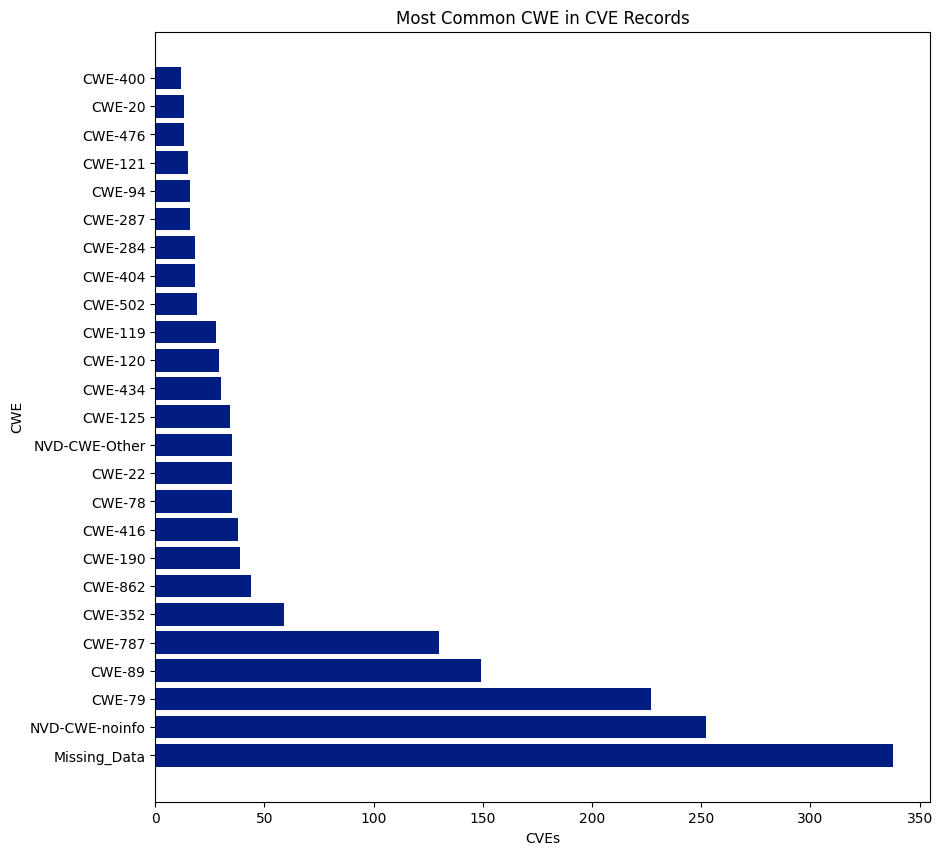 Most Common CWE in CVE Records
CWE
CWE-400
CWE-20
CWE-476
CWE-121
CWE-94
CWE-287
CWE-284
CWE-404
CWE-502
CWE-119
CWE-120
CWE-434
CWE-125
NVD-CWE-Other
CWE-22
CWE-78
CWE-416
CWE-190
CWE-862
CWE-352
CWE-787
CWE-89
CWE-79
NVD-CWE-noinfo
Missing_Data
0 50 100 150 200 250 300 350
CVEs